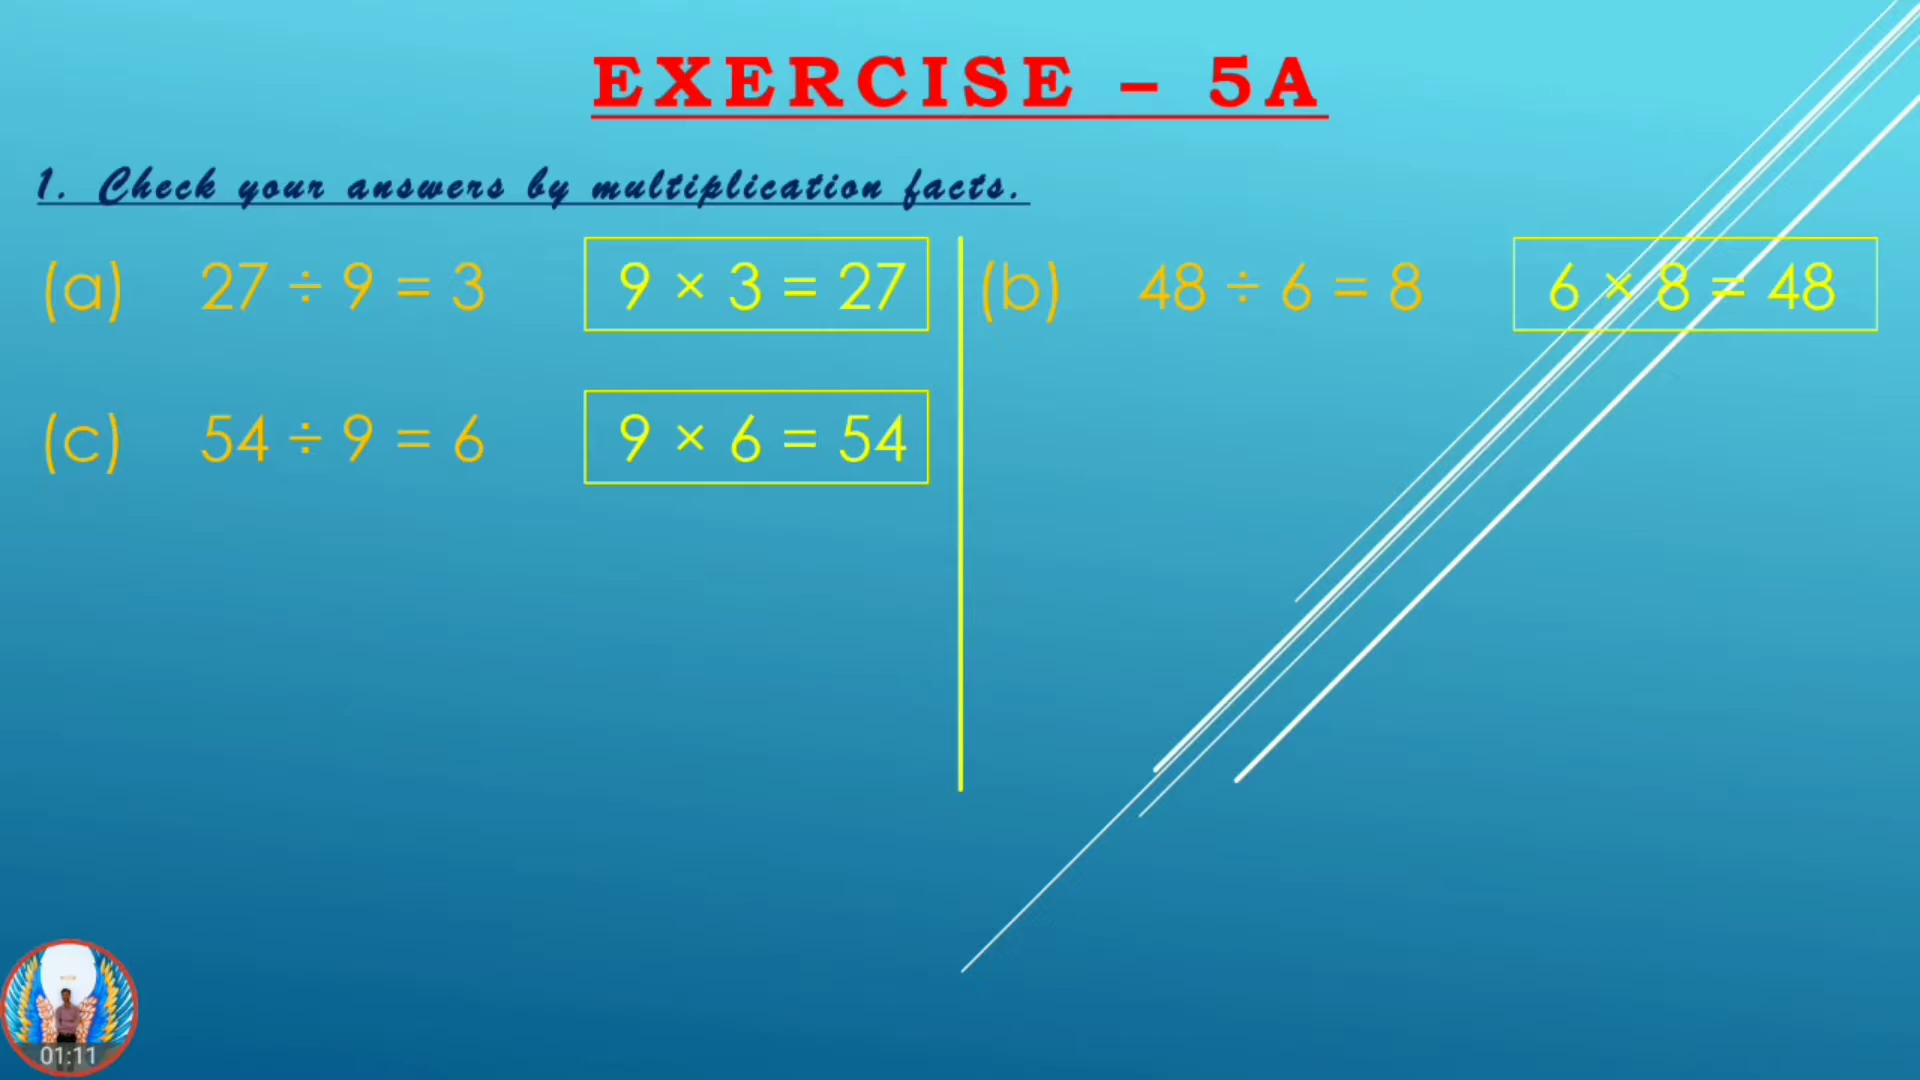 EXERCISE – 5A
1. Check your answers by multiplication facts.
(a) 27 ÷ 9 = 3 9 × 3 = 27 (b) 48 ÷ 6 = 8 6 × 8 = 48
(c) 54 ÷ 9 = 6 9 × 6 = 54
01:11